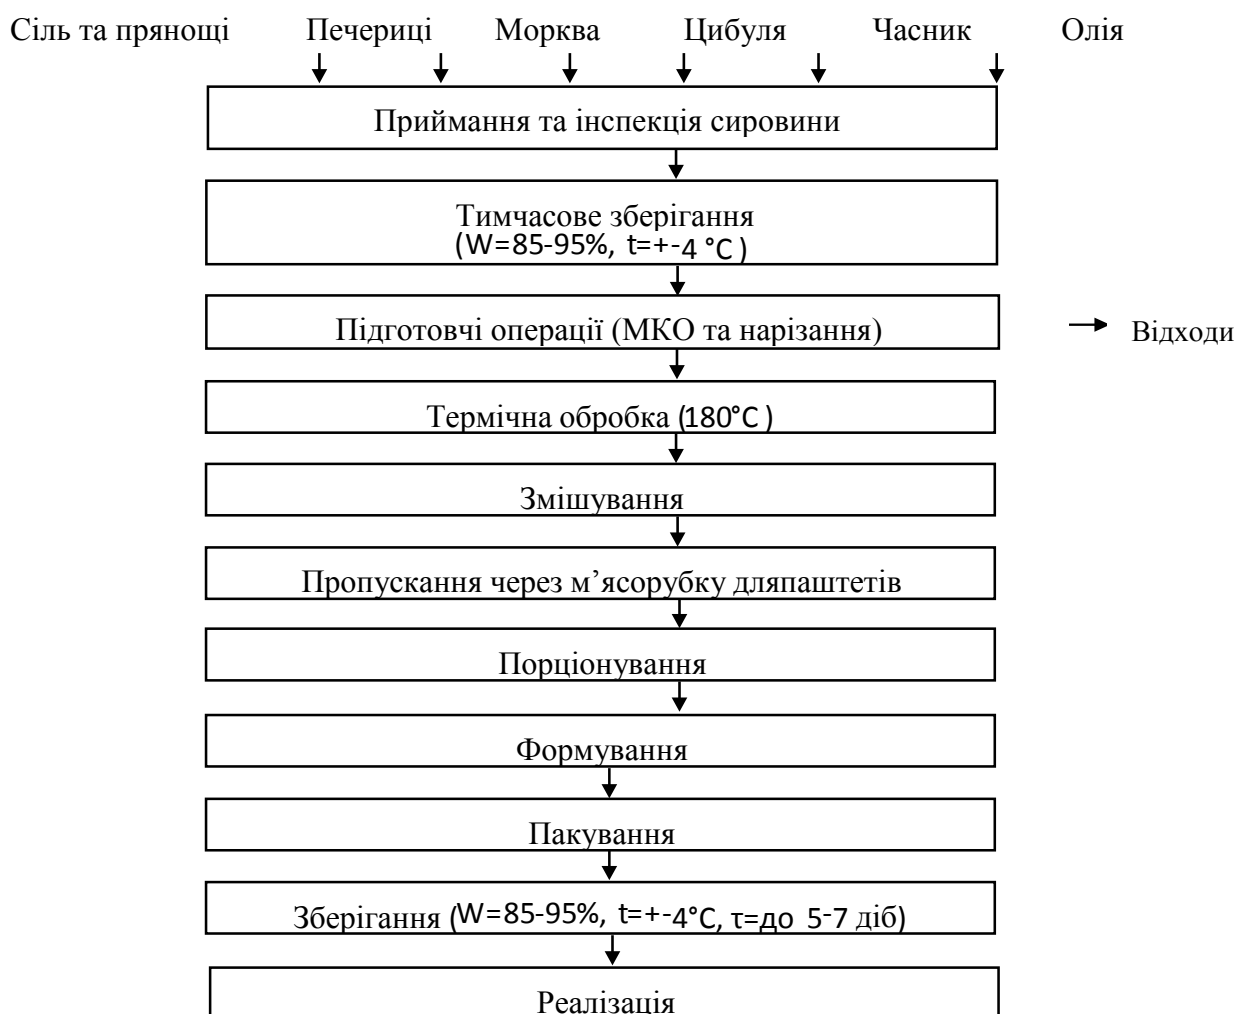 Сіль та прянощі Печериці Морква Цибуля Часник Олія
Приймання та інспекція сировини
Тимчасове зберігання
(W=85-95%, t=+-4 °C )
Підготовчі операції (МКО та нарізання)
Відходи
Термічна обробка (180°C )
Змішування
Пропускання через м’ясорубку дляпаштетів
Порціонування
Формування
Пакування
Зберігання (W=85-95%, t=+-4°C, τ=до 5-7 діб)
Реалізація